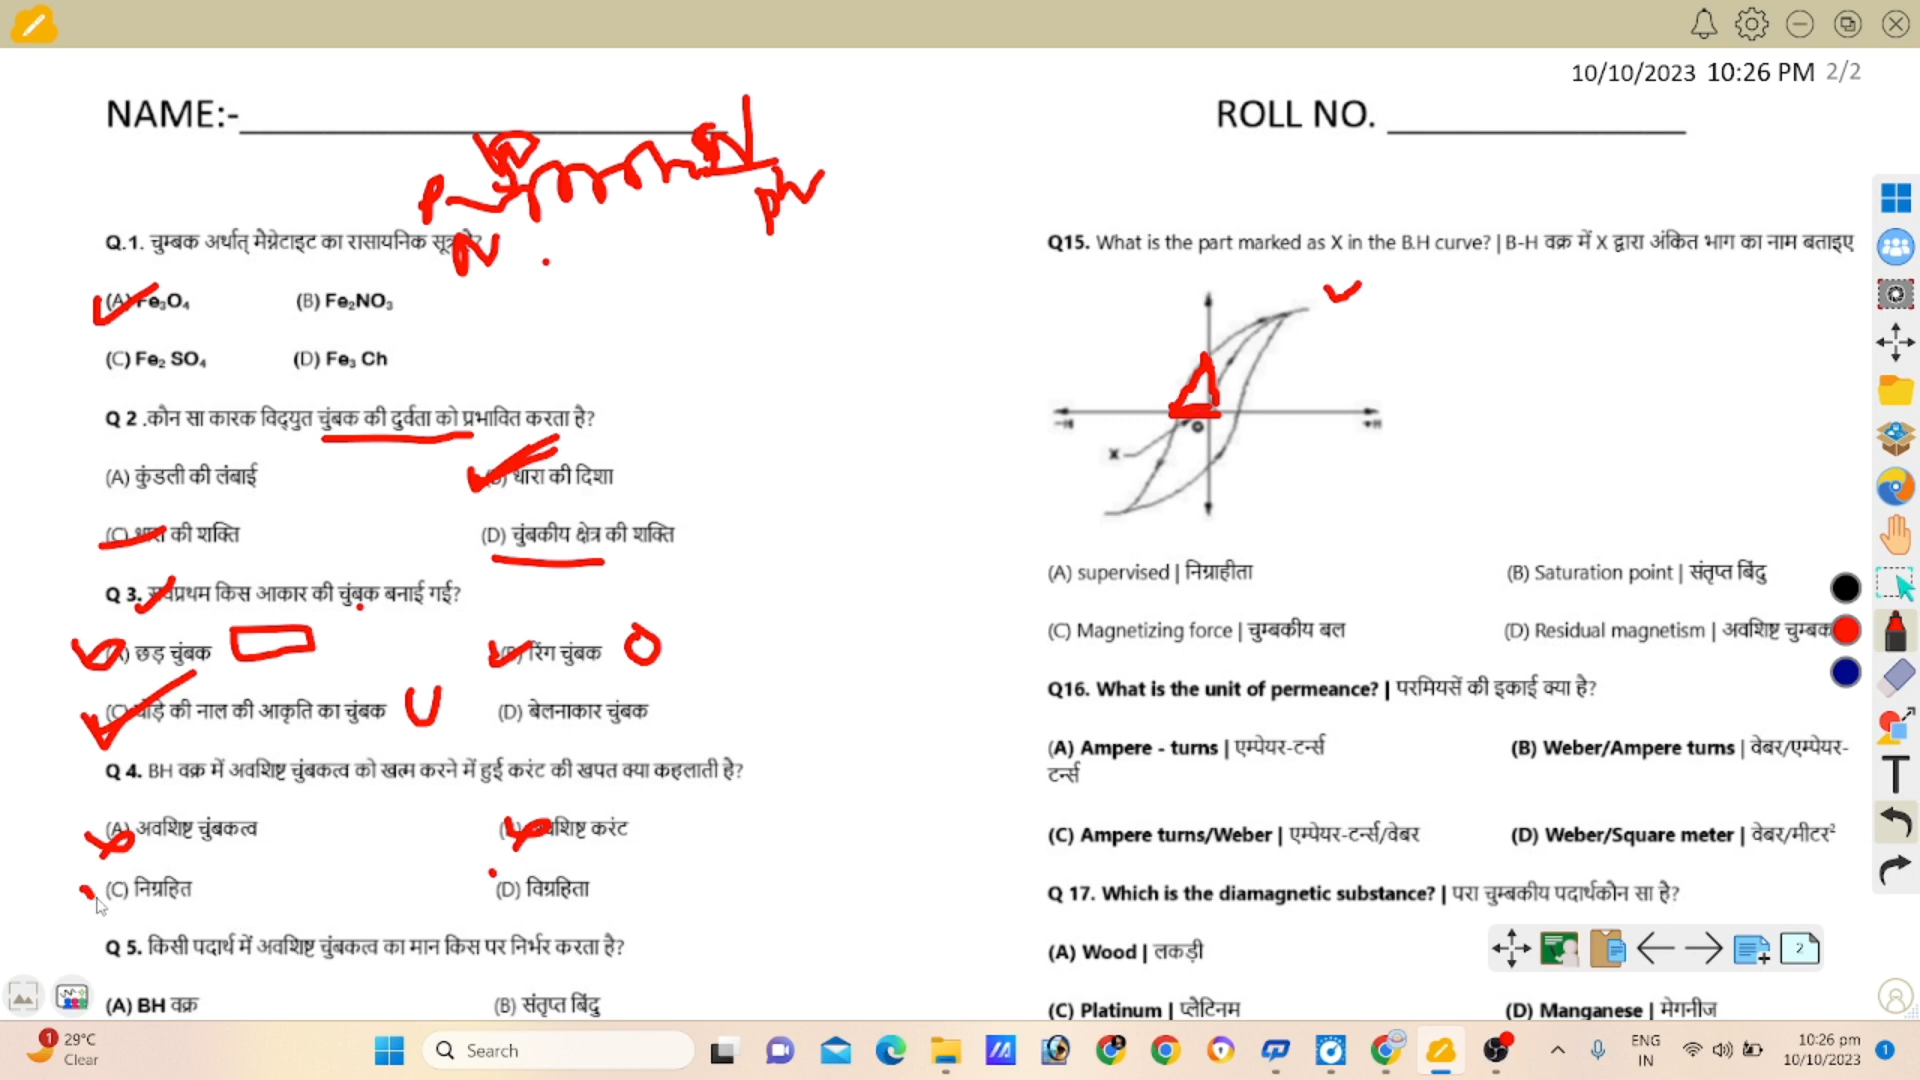 10/10/2023 10:26 PM 2/2
NAME:-
ROLL NO.
Q.1. चुम्बक अर्थात् मैग्नेटाइट का रासायनिक सूत्र है?
(A) Fe₃O₄ (B) Fe₂NO₃
(C) Fe₂ SO₄ (D) Fe₃ Ch
Q 2 .कौन सा कारक विद्युत चुंबक की दुर्वता को प्रभावित करता है?
(A) कुंडली की लंबाई धारा की दिशा
(C) की शक्ति (D) चुंबकीय क्षेत्र की शक्ति
Q 3. किस आकार की चुंबक बनाई गई?
छड़ चुंबक रिंग चुंबक
(C) की नाल की आकृति का चुंबक (D) बेलनाकार चुंबक
Q 4. BH वक्र में अवशिष्ट चुंबकत्व को खत्म करने में हुई करंट की खपत क्या कहलाती है?
(A) अवशिष्ट चुंबकत्व करंट
(C) निग्रहित (D) विग्रहिता
Q 5. किसी पदार्थ में अवशिष्ट चुंबकत्व का मान किस पर निर्भर करता है?
(A) BH वक्र (B) संतृप्त बिंदु
Q15. What is the part marked as X in the B.H curve? | B-H वक्र में X द्वारा अंकित भाग का नाम बताइए
-H O +H
X
(A) supervised | निग्राहीता (B) Saturation point | संतृप्त बिंदु
(C) Magnetizing force | चुम्बकीय बल (D) Residual magnetism | अवशिष्ट चुम्बक
Q16. What is the unit of permeance? | परमियसें की इकाई क्या है?
(A) Ampere - turns | एम्पेयर-टर्न्स (B) Weber/Ampere turns | वेबर/एम्पेयर-
टर्न्स
(C) Ampere turns/Weber | एम्पेयर-टर्न्स/वेबर (D) Weber/Square meter | वेबर/मीटर²
Q 17. Which is the diamagnetic substance? | परा चुम्बकीय पदार्थकौन सा है?
(A) Wood | लकड़ी
(C) Platinum | प्लैटिनम (D) Manganese | मेगनीज
2
1 29°C
Clear
Search
ENG
IN
10:26 pm
10/10/2023
1